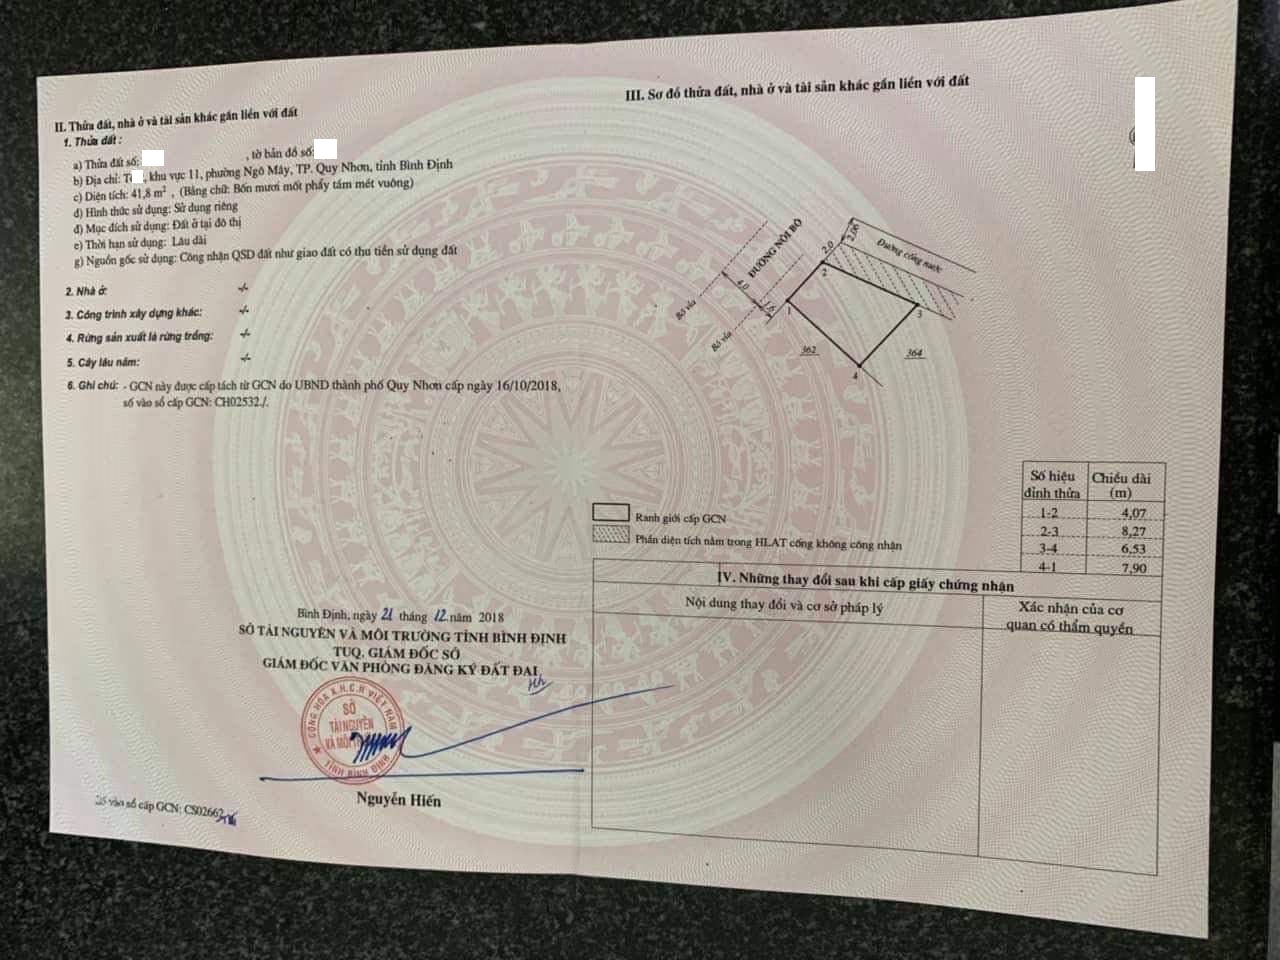 II. Thửa đất, nhà ở và tài sản khác gắn liền với đất
1. Thửa đất :
a) Thửa đất số: , tờ bản đồ số:
b) Địa chỉ: , khu vực 11, phường Ngô Mây, TP. Quy Nhơn, tỉnh Bình Định
c) Diện tích: 41,8 m² , (Bằng chữ: Bốn mươi mốt phẩy tám mét vuông)
d) Hình thức sử dụng: Sử dụng riêng
đ) Mục đích sử dụng: Đất ở tại đô thị
e) Thời hạn sử dụng: Lâu dài
g) Nguồn gốc sử dụng: Công nhận QSD đất như giao đất có thu tiền sử dụng đất
2. Nhà ở: -/-
3. Công trình xây dựng khác: -/-
4. Rừng sản xuất là rừng trồng: -/-
5. Cây lâu năm: -/-
6. Ghi chú: - GCN này được cấp tách từ GCN do UBND thành phố Quy Nhơn cấp ngày 16/10/2018,
số vào sổ cấp GCN: CH02532./.
Bình Định, ngày 21 tháng 12 năm 2018
SỞ TÀI NGUYÊN VÀ MÔI TRƯỜNG TỈNH BÌNH ĐỊNH
TUQ. GIÁM ĐỐC SỞ
GIÁM ĐỐC VĂN PHÒNG ĐĂNG KÝ ĐẤT ĐAI
CỘNG HÒA X.H.C.N VIỆT NAM
SỞ
TÀI NGUYÊN
VÀ MÔI
TỈNH BÌNH ĐỊNH
Nguyễn Hiến
Số vào sổ cấp GCN: CS02662
III. Sơ đồ thửa đất, nhà ở và tài sản khác gắn liền với đất
ĐƯỜNG NỘI BỘ
Đường cống nước
Bó vỉa
Bó vỉa
4.0
1.6
2.0
2.06
1
2
3
4
362
364
Số hiệu đỉnh thửa Chiều dài (m)
1-2 4,07
2-3 8,27
3-4 6,53
4-1 7,90
Ranh giới cấp GCN
Phần diện tích nằm trong HLAT cống không công nhận
IV. Những thay đổi sau khi cấp giấy chứng nhận
Nội dung thay đổi và cơ sở pháp lý
Xác nhận của cơ
quan có thẩm quyền